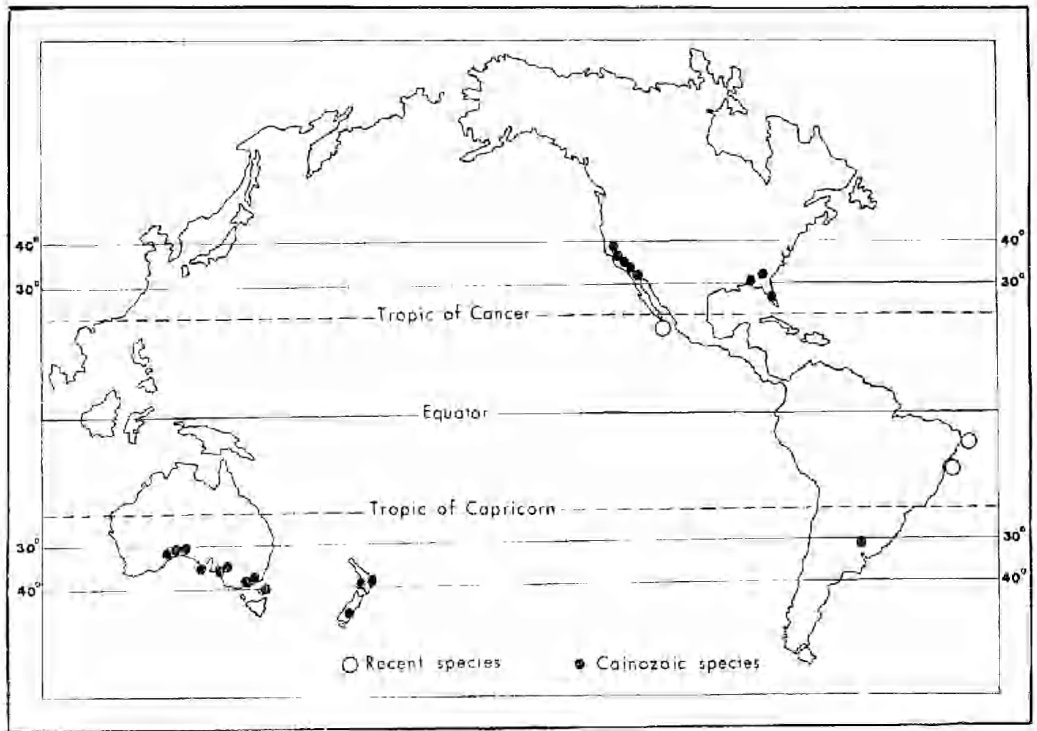 40° 40°
30° 30°
Tropic of Cancer
Equator
Tropic of Capricorn
30° 30°
40° 40°
Recent species Cainozoic species